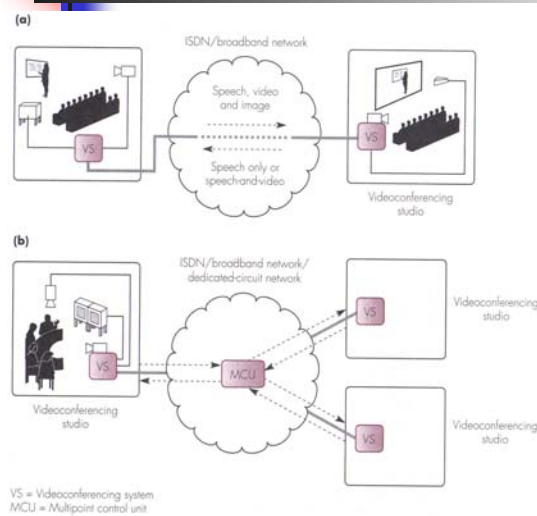 (a)
ISDN/broadband network
Speech, video
and image
VS
VS
Speech only or
speech-and-video
Videoconferencing
studio
(b)
ISDN/broadband network/
dedicated-circuit network
VS
Videoconferencing
studio
VS
MCU
Videoconferencing
studio
VS
Videoconferencing
studio
VS = Videoconferencing system
MCU = Multipoint control unit